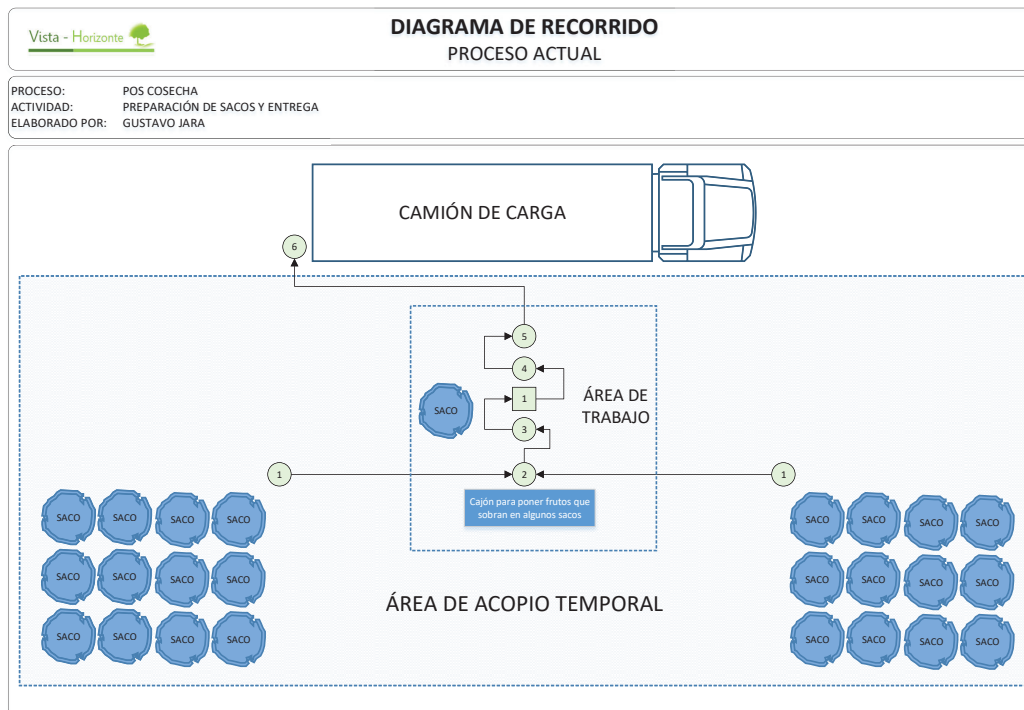 Vista - Horizonte
DIAGRAMA DE RECORRIDO
PROCESO ACTUAL
PROCESO: POS COSECHA
ACTIVIDAD: PREPARACIÓN DE SACOS Y ENTREGA
ELABORADO POR: GUSTAVO JARA
CAMIÓN DE CARGA
6
5
4
1
ÁREA DE
TRABAJO
SACO
3
1
2
1
Cajón para poner frutos que
sobran en algunos sacos
SACO SACO SACO SACO
SACO SACO SACO SACO
SACO SACO SACO SACO
SACO SACO SACO SACO
ÁREA DE ACOPIO TEMPORAL
SACO SACO SACO SACO
SACO SACO SACO SACO